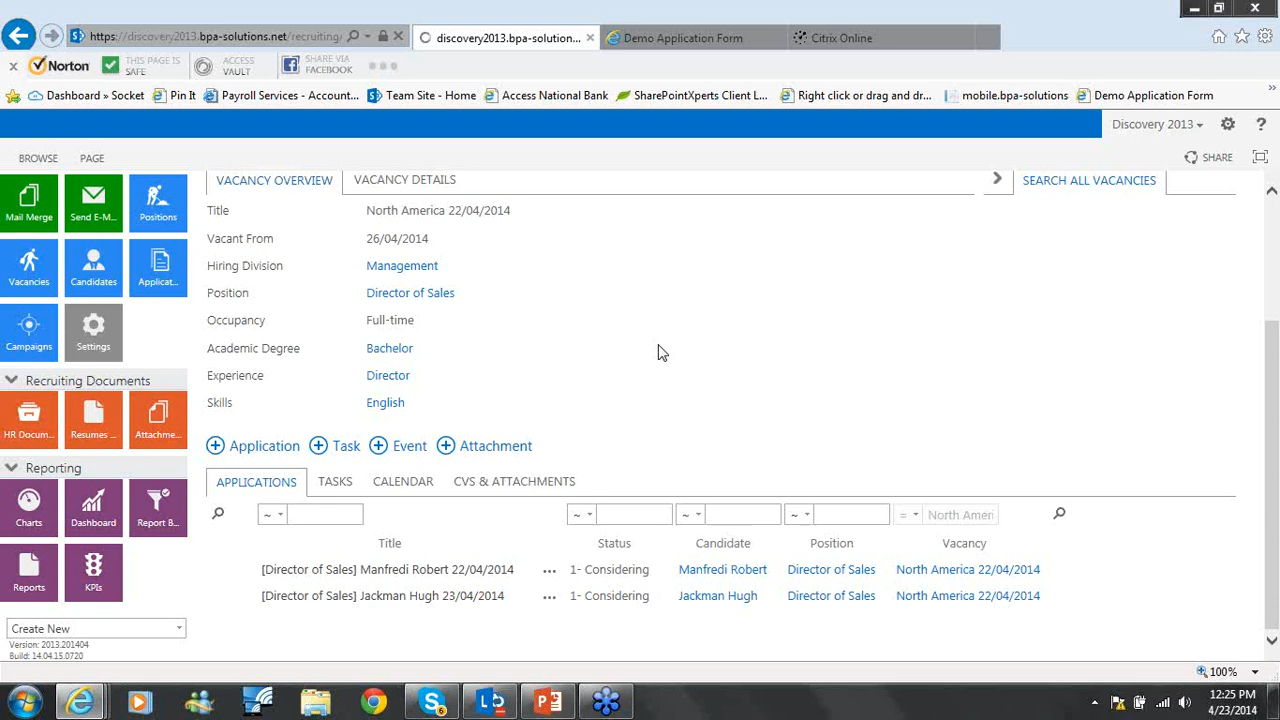 https://discovery2013.bpa-solutions.net/recruiting/
discovery2013.bpa-solution...
Demo Application Form
Citrix Online
Norton
THIS PAGE IS SAFE
ACCESS VAULT
SHARE VIA FACEBOOK
Dashboard » Socket
Pin It
Payroll Services - Account...
Team Site - Home
Access National Bank
SharePointXperts Client L...
Right click or drag and dr...
mobile.bpa-solutions
Demo Application Form
Discovery 2013
BROWSE
PAGE
SHARE
Mail Merge
Send E-M...
Positions
Vacancies
Candidates
Applicat...
Campaigns
Settings
Recruiting Documents
HR Docum...
Resumes ...
Attachme...
Reporting
Charts
Dashboard
Report B...
Reports
KPIs
Create New
Version: 2013.201404
Build: 14.04.15.0720
VACANCY OVERVIEW
VACANCY DETAILS
SEARCH ALL VACANCIES
Title North America 22/04/2014
Vacant From 26/04/2014
Hiring Division Management
Position Director of Sales
Occupancy Full-time
Academic Degree Bachelor
Experience Director
Skills English
Application Task Event Attachment
APPLICATIONS TASKS CALENDAR CVS & ATTACHMENTS
~ ~ ~ ~ = North Ameri
Title Status Candidate Position Vacancy
[Director of Sales] Manfredi Robert 22/04/2014 ... 1- Considering Manfredi Robert Director of Sales North America 22/04/2014
[Director of Sales] Jackman Hugh 23/04/2014 ... 1- Considering Jackman Hugh Director of Sales North America 22/04/2014
100%
12:25 PM
4/23/2014